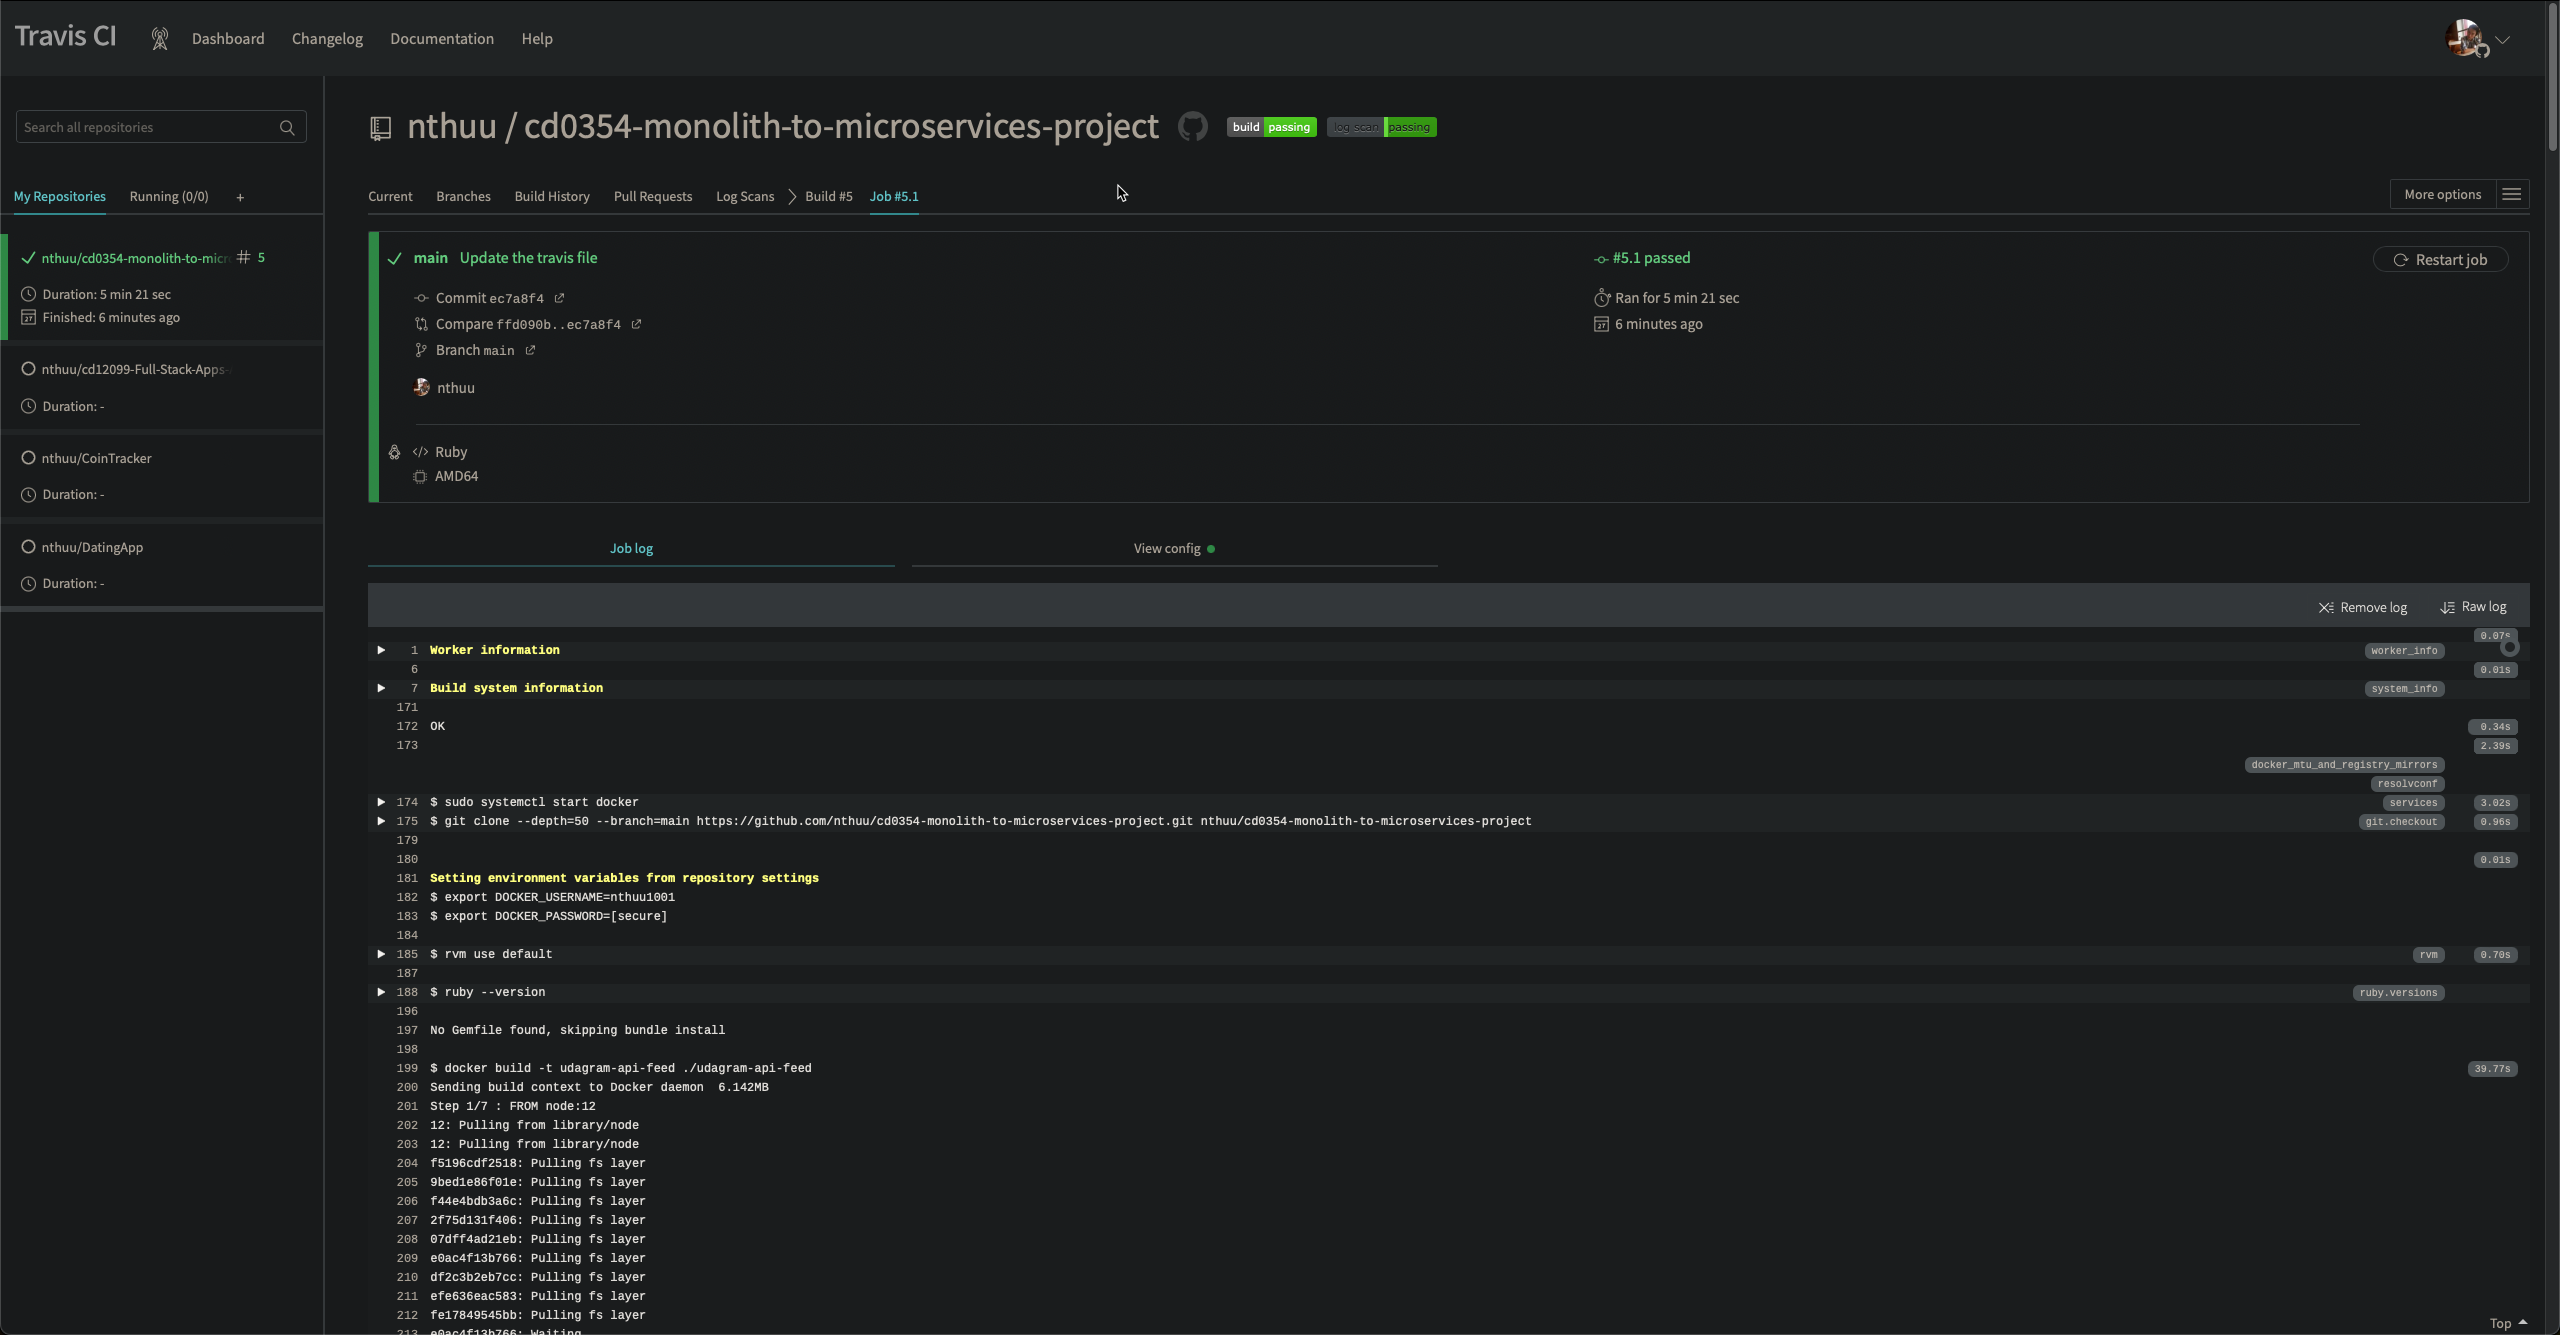 Travis CI
Dashboard
Changelog
Documentation
Help
Search all repositories
My Repositories
Running (0/0)
+
nthuu/cd0354-monolith-to-micr
# 5
Duration: 5 min 21 sec
Finished: 6 minutes ago
nthuu/cd12099-Full-Stack-Apps-
Duration: -
nthuu/CoinTracker
Duration: -
nthuu/DatingApp
Duration: -
nthuu / cd0354-monolith-to-microservices-project
build passing
log scan passing
Current
Branches
Build History
Pull Requests
Log Scans
Build #5
Job #5.1
More options
main Update the travis file
Commit ec7a8f4
Compare ffd090b..ec7a8f4
Branch main
nthuu
#5.1 passed
Ran for 5 min 21 sec
6 minutes ago
Restart job
</> Ruby
AMD64
Job log
View config
Remove log
Raw log
0.07s
1 Worker information worker_info
6 0.01s
7 Build system information system_info
171
172 OK 0.34s
173 2.39s
docker_mtu_and_registry_mirrors
resolvconf
174 $ sudo systemctl start docker services 3.02s
175 $ git clone --depth=50 --branch=main https://github.com/nthuu/cd0354-monolith-to-microservices-project.git nthuu/cd0354-monolith-to-microservices-project git.checkout 0.96s
179
180 0.01s
181 Setting environment variables from repository settings
182 $ export DOCKER_USERNAME=nthuu1001
183 $ export DOCKER_PASSWORD=[secure]
184
185 $ rvm use default rvm 0.70s
187
188 $ ruby --version ruby.versions
196
197 No Gemfile found, skipping bundle install
198
199 $ docker build -t udagram-api-feed ./udagram-api-feed 39.77s
200 Sending build context to Docker daemon  6.142MB
201 Step 1/7 : FROM node:12
202 12: Pulling from library/node
203 12: Pulling from library/node
204 f5196cdf2518: Pulling fs layer
205 9bed1e86f01e: Pulling fs layer
206 f44e4bdb3a6c: Pulling fs layer
207 2f75d131f406: Pulling fs layer
208 07dff4ad21eb: Pulling fs layer
209 e0ac4f13b766: Pulling fs layer
210 df2c3b2eb7cc: Pulling fs layer
211 efe636eac583: Pulling fs layer
212 fe17849545bb: Pulling fs layer
213 e0ac4f13b766: Waiting
Top